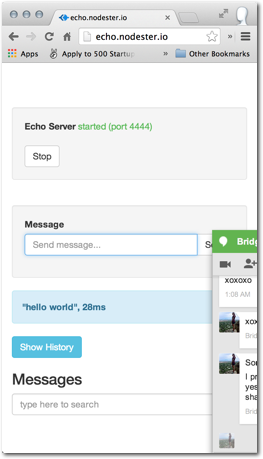 echo.nodester.io
echo.nodester.io
Apps
Apply to 500 Startup
Other Bookmarks
Echo Server started (port 4444)
Stop
Message
Send message...
"hello world", 28ms
Show History
Messages
type here to search
Bridg
xoxoxo
1:08 AM
xox
Brid
Son
I pr
yes
sha
Brid